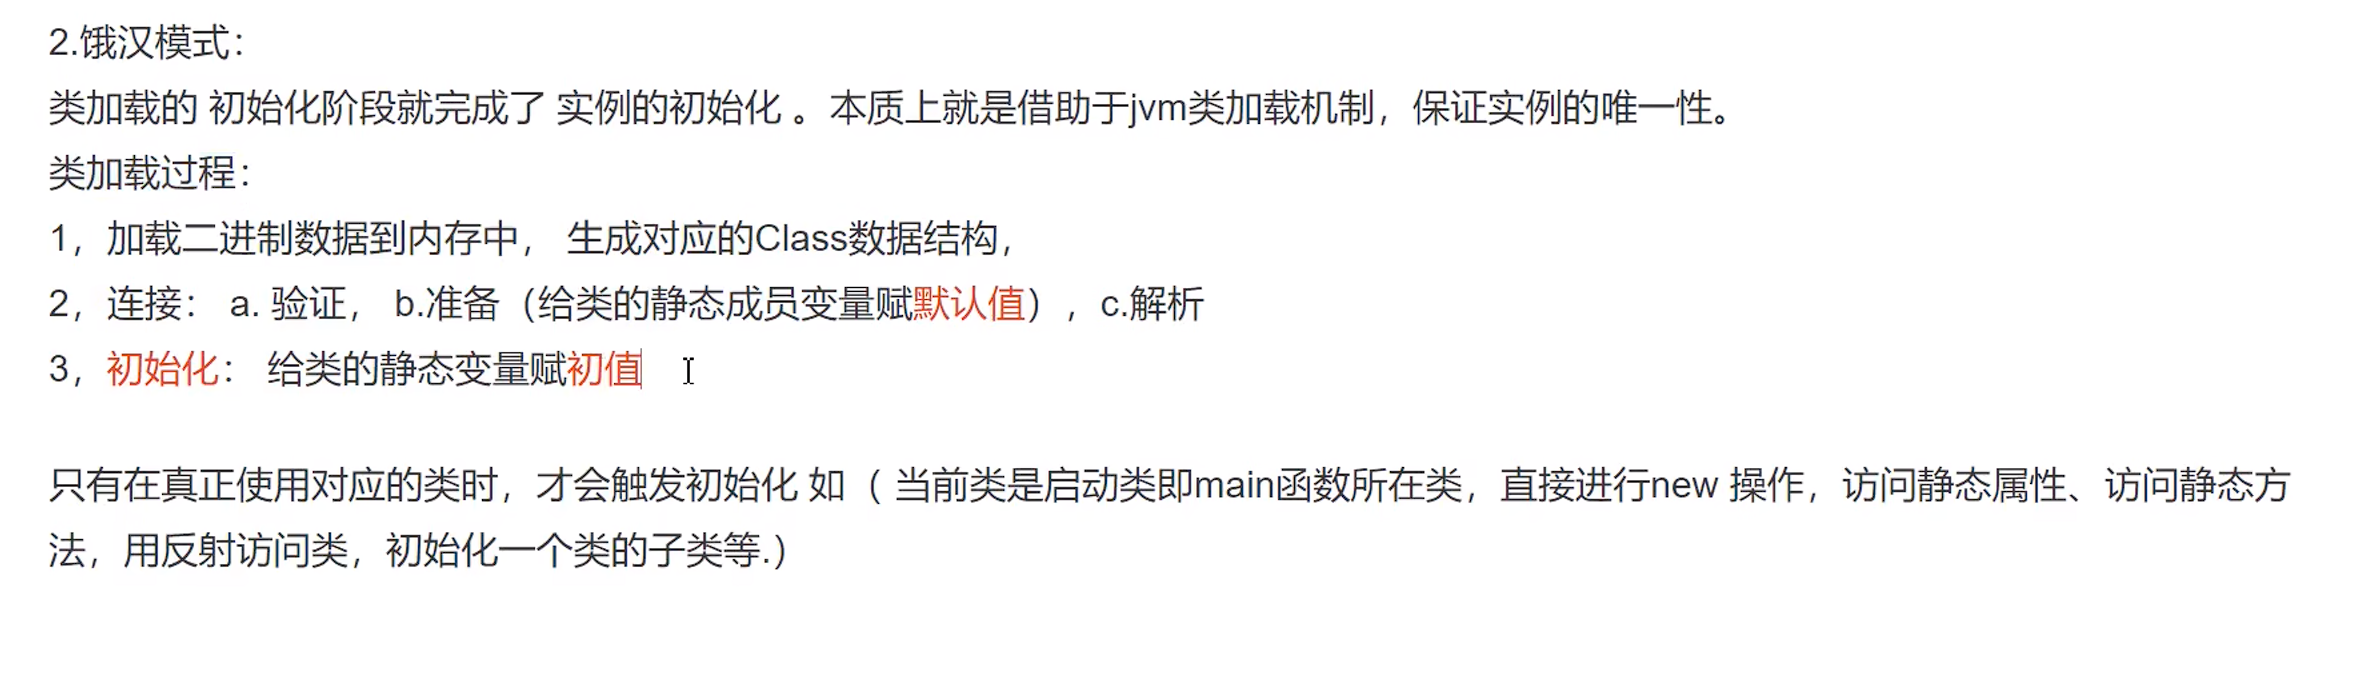 2.饿汉模式：
类加载的 初始化阶段就完成了 实例的初始化 。本质上就是借助于jvm类加载机制，保证实例的唯一性。
类加载过程：
1，加载二进制数据到内存中， 生成对应的Class数据结构，
2，连接： a. 验证， b.准备（给类的静态成员变量赋默认值），c.解析
3，初始化： 给类的静态变量赋初值
只有在真正使用对应的类时，才会触发初始化 如（ 当前类是启动类即main函数所在类，直接进行new 操作，访问静态属性、访问静态方
法，用反射访问类，初始化一个类的子类等.）